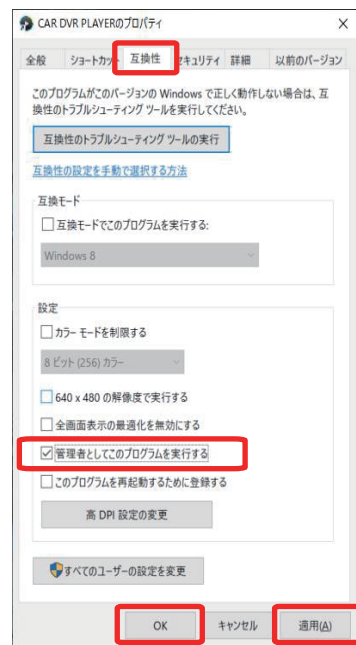 CAR DVR PLAYERのプロパティ
全般 ショートカット 互換性 セキュリティ 詳細 以前のバージョン
このプログラムがこのバージョンの Windows で正しく動作しない場合は、互
換性のトラブルシューティング ツールを実行してください。
互換性のトラブルシューティング ツールの実行
互換性の設定を手動で選択する方法
互換モード
互換モードでこのプログラムを実行する:
Windows 8
設定
カラー モードを制限する
8 ビット (256) カラー
640 x 480 の解像度で実行する
全画面表示の最適化を無効にする
管理者としてこのプログラムを実行する
このプログラムを再起動するために登録する
高 DPI 設定の変更
すべてのユーザーの設定を変更
OK キャンセル 適用(A)